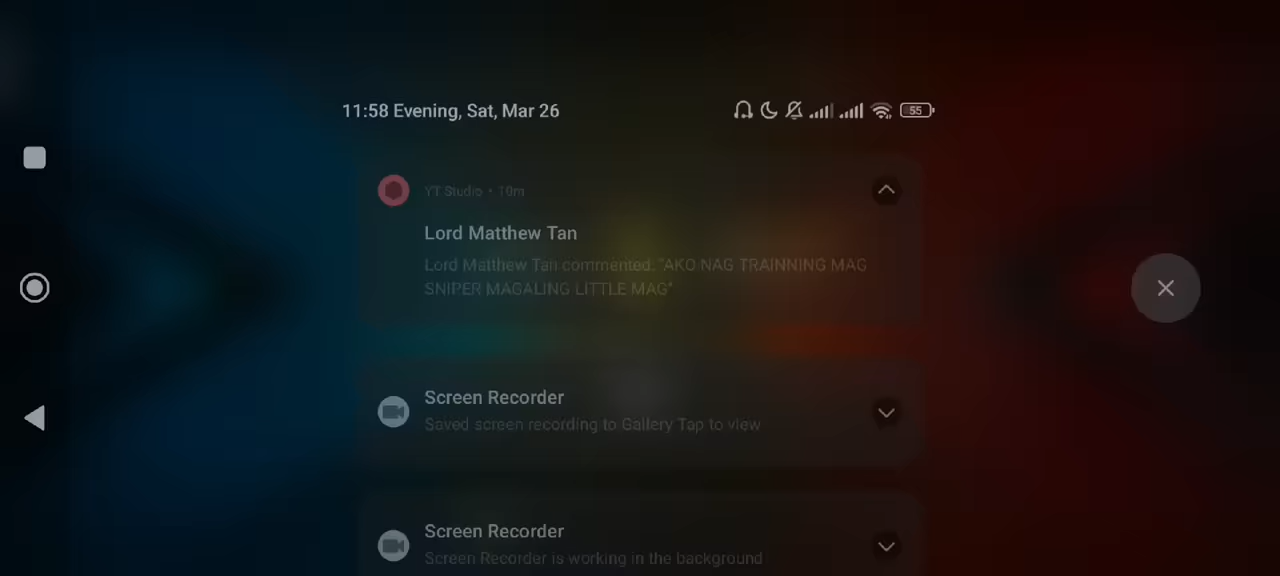 11:58 Evening, Sat, Mar 26
55
YT Studio • 19m
Lord Matthew Tan
Lord Matthew Tan commented: "AKO NAG TRAINNING MAG
SNIPER MAGALING LITTLE MAG"
Screen Recorder
Saved screen recording to Gallery Tap to view
Screen Recorder
Screen Recorder is working in the background